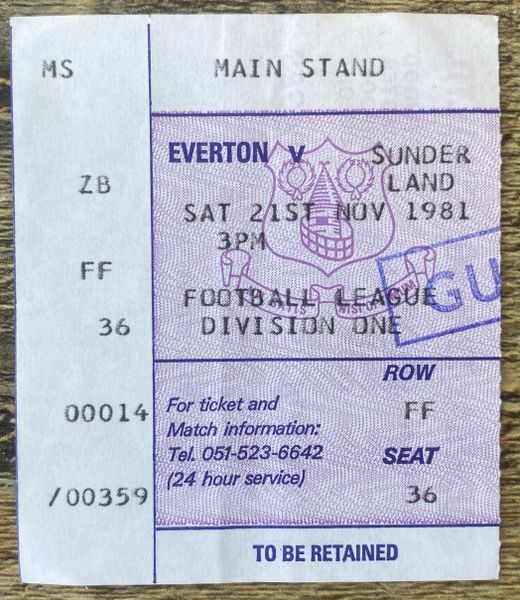 MS
MAIN STAND
EVERTON V SUNDER
LAND
ZB
SAT 21ST NOV 1981
3PM
FF
FOOTBALL LEAGUE
36
DIVISION ONE
GU
ROW
00014
For ticket and
FF
Match information:
Tel. 051-523-6642
SEAT
(24 hour service)
/00359
36
TO BE RETAINED